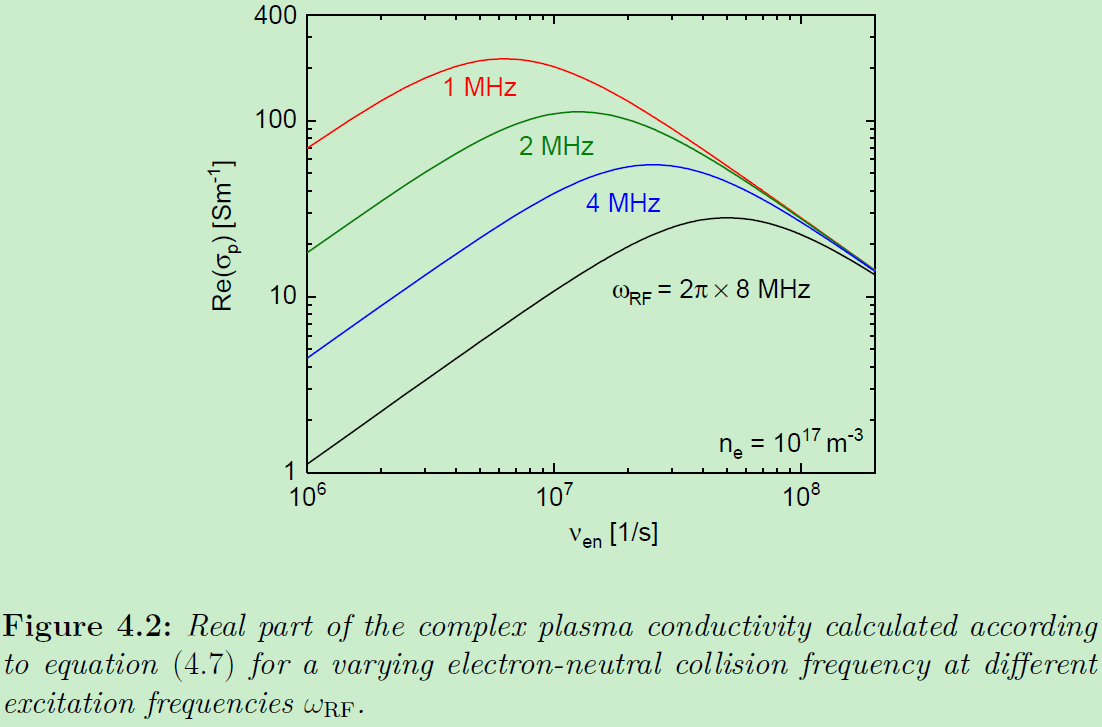 400
100
10
1
Re(σp) [Sm-1]
1 MHz
2 MHz
4 MHz
ωRF = 2π × 8 MHz
ne = 1017 m-3
106 107 108
νen [1/s]
Figure 4.2: Real part of the complex plasma conductivity calculated according
to equation (4.7) for a varying electron-neutral collision frequency at different
excitation frequencies ωRF.